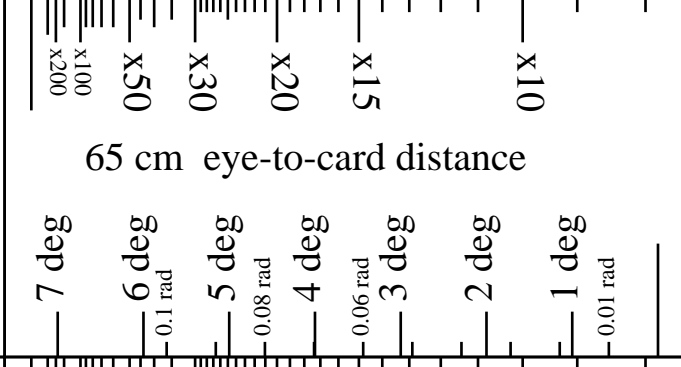 x200
x100
x50
x30
x20
x15
x10
65 cm eye-to-card distance
7 deg
6 deg
0.1 rad
5 deg
0.08 rad
4 deg
0.06 rad
3 deg
2 deg
1 deg
0.01 rad